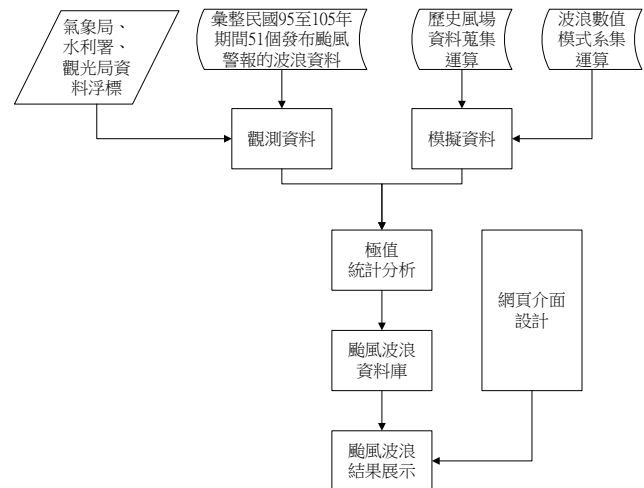 氣象局、
水利署、
觀光局資
料浮標
彙整民國95至105年
期間51個發布颱風
警報的波浪資料
歷史風場
資料蒐集
運算
波浪數值
模式系集
運算
觀測資料
模擬資料
極值
統計分析
網頁介面
設計
颱風波浪
資料庫
颱風波浪
結果展示